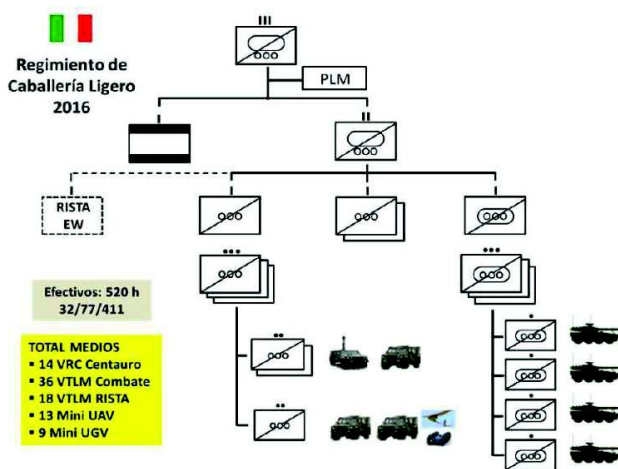 III
Regimiento de
Caballería Ligero
2016
PLM
II
RISTA
EW
Efectivos: 520 h
32/77/411
TOTAL MEDIOS
▪ 14 VRC Centauro
▪ 36 VTLM Combate
▪ 18 VTLM RISTA
▪ 13 Mini UAV
▪ 9 Mini UGV